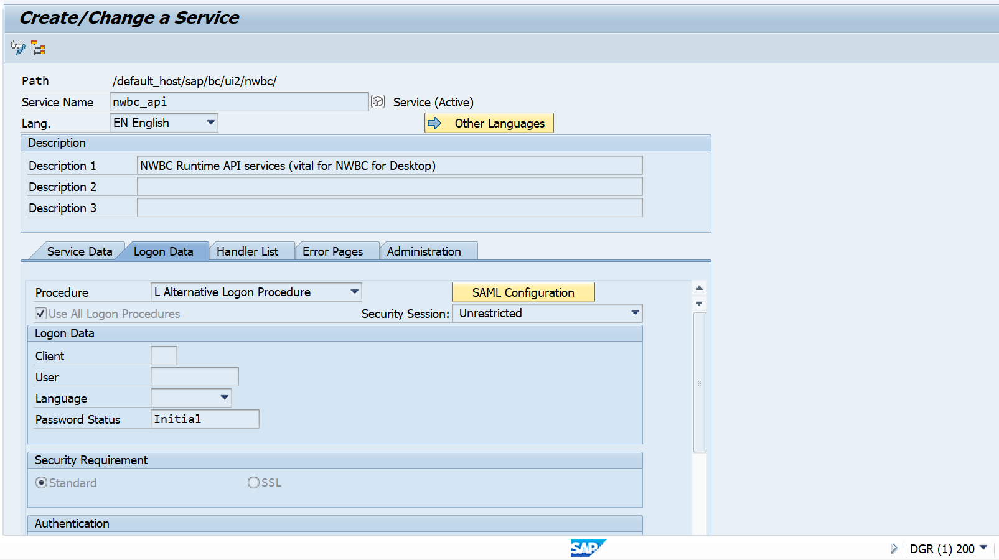 Create/Change a Service
Path /default_host/sap/bc/ui2/nwbc/
Service Name nwbc_api Service (Active)
Lang. EN English Other Languages
Description
Description 1 NWBC Runtime API services (vital for NWBC for Desktop)
Description 2
Description 3
Service Data Logon Data Handler List Error Pages Administration
Procedure L Alternative Logon Procedure SAML Configuration
Use All Logon Procedures Security Session: Unrestricted
Logon Data
Client
User
Language
Password Status Initial
Security Requirement
Standard SSL
Authentication
SAP DGR (1) 200